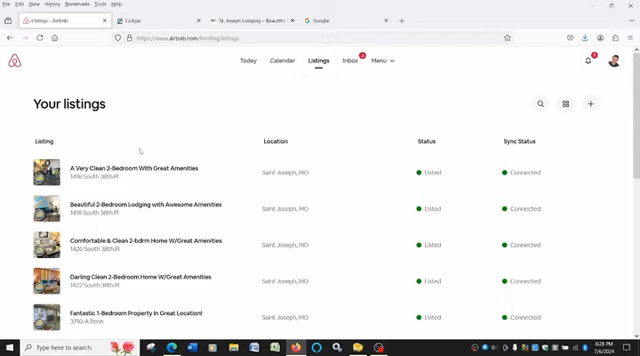 File Edit View History Bookmarks Tools Help
Listings - Airbnb
Lodgix
St. Joseph Lodging – Beautiful
Google
https://www.airbnb.com/hosting/listings
Today Calendar Listings Inbox Menu
Your listings
Listing Location Status Sync Status
A Very Clean 2-Bedroom With Great Amenities
1416 South 38th Pl
Saint Joseph, MO Listed Connected
Beautiful 2-Bedroom Lodging with Awesome Amenities
1418 South 38th Pl
Saint Joseph, MO Listed Connected
Comfortable & Clean 2-bdrm Home W/Great Amenities
1420 South 38th Pl
Saint Joseph, MO Listed Connected
Darling Clean 2-Bedroom Home W/Great Amenities
1422 South 38th Pl
Saint Joseph, MO Listed Connected
Fantastic 1-Bedroom Property In Great Location!
3710-A Penn
Saint Joseph, MO Listed Connected
Type here to search
6:28 PM
7/6/2024